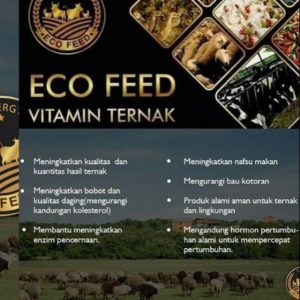 ECO FEED
ECO FEED
VITAMIN TERNAK
Meningkatkan kualitas dan
kuantitas hasil ternak
Meningkatkan bobot dan
kualitas daging(mengurangi
kandungan kolesterol)
Membantu meningkatkan
enzim pencernaan.
Meningkatkan nafsu makan
Mengurangi bau kotoran
Produk alami aman untuk ternak
dan lingkungan
Mengandung hormon pertumbu-
han alami untuk mempercepat
pertumbuhan.